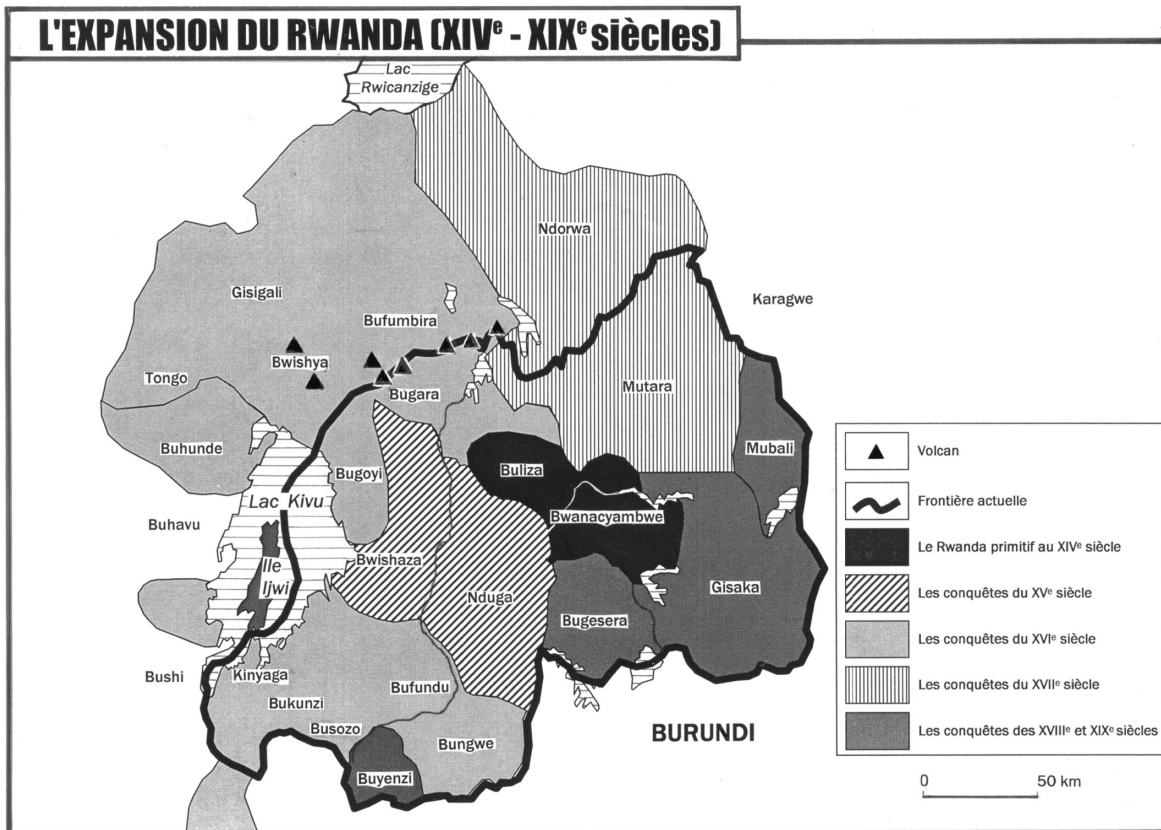 L'EXPANSION DU RWANDA (XIVe - XIXe siècles)
Lac
Rwicanzige
Ndorwa
Karagwe
Gisigali
Bufumbira
Bwishya
Tongo
Bugara
Mutara
Buhunde
Bugoyi
Buliza
Mubali
Lac Kivu
Buhavu
Bwanacyambwe
Bwishaza
Ile
Ijwi
Nduga
Bugesera
Gisaka
Bushi
Kinyaga
Bukunzi
Bufundu
Busozo
Bungwe
Buyenzi
BURUNDI
Volcan
Frontière actuelle
Le Rwanda primitif au XIVe siècle
Les conquêtes du XVe siècle
Les conquêtes du XVIe siècle
Les conquêtes du XVIIe siècle
Les conquêtes des XVIIIe et XIXe siècles
0 50 km